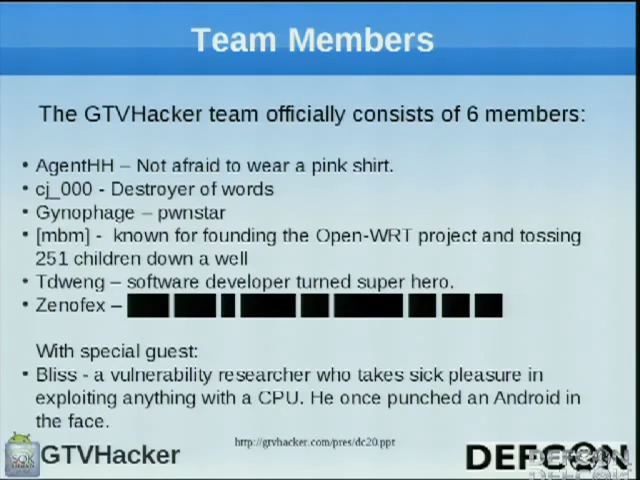 Team Members
The GTVHacker team officially consists of 6 members:
• AgentHH – Not afraid to wear a pink shirt.
• cj_000 - Destroyer of words
• Gynophage – pwnstar
• [mbm] - known for founding the Open-WRT project and tossing
251 children down a well
• Tdweng – software developer turned super hero.
• Zenofex –
With special guest:
• Bliss - a vulnerability researcher who takes sick pleasure in
exploiting anything with a CPU. He once punched an Android in
the face.
http://gtvhacker.com/pres/dc20.ppt
GTVHacker
DEFCON
DEFCON